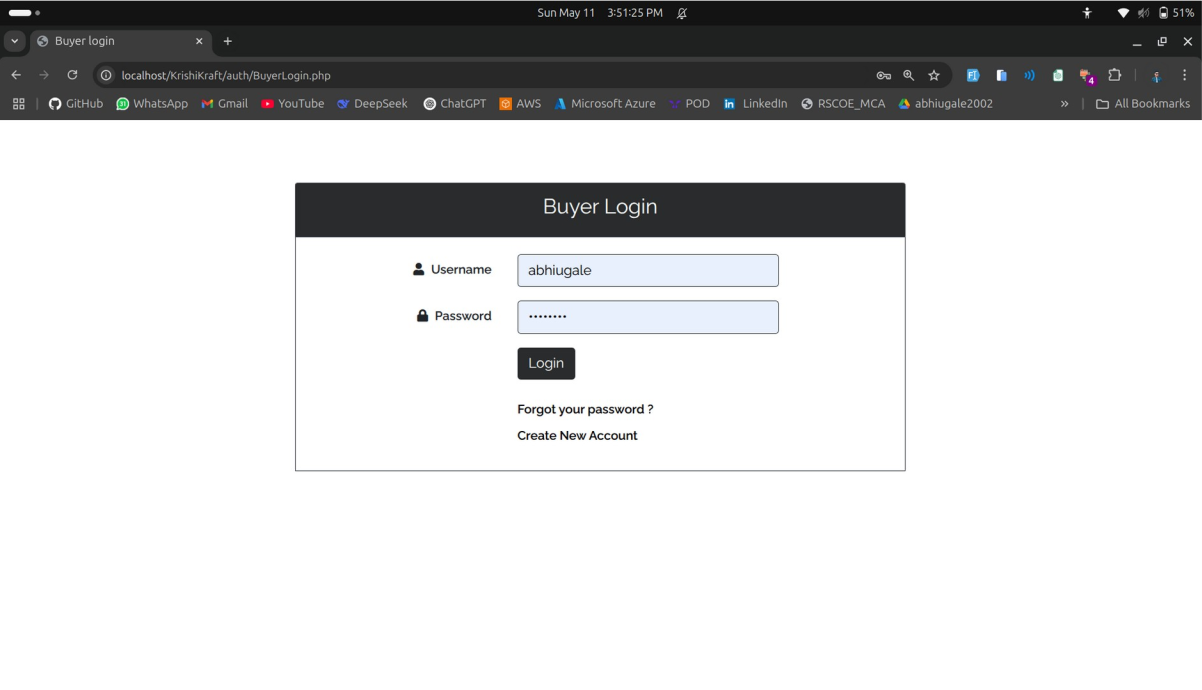 Sun May 11 3:51:25 PM
51%
Buyer login
localhost/KrishiKraft/auth/BuyerLogin.php
4
GitHub WhatsApp Gmail YouTube DeepSeek ChatGPT AWS Microsoft Azure POD LinkedIn RSCOE_MCA abhiugale2002 » All Bookmarks
Buyer Login
Username abhiugale
Password ••••••••
Login
Forgot your password ?
Create New Account